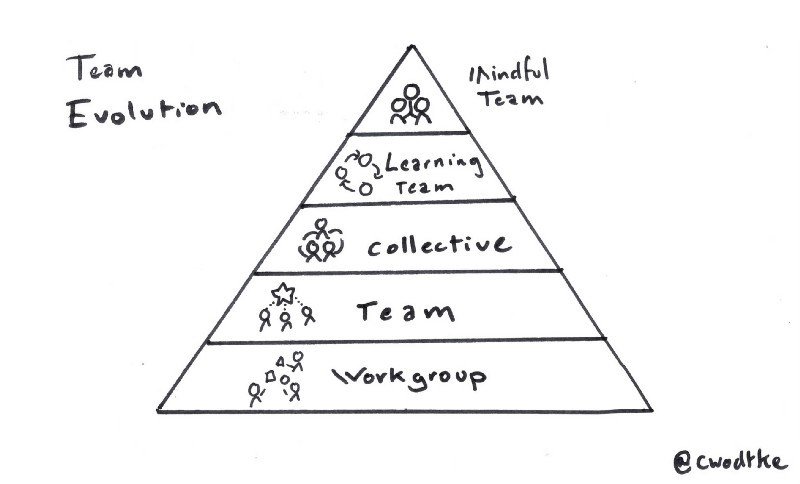 Team
Evolution
Mindful
Team
Learning
Team
collective
Team
Workgroup
@cwodtke